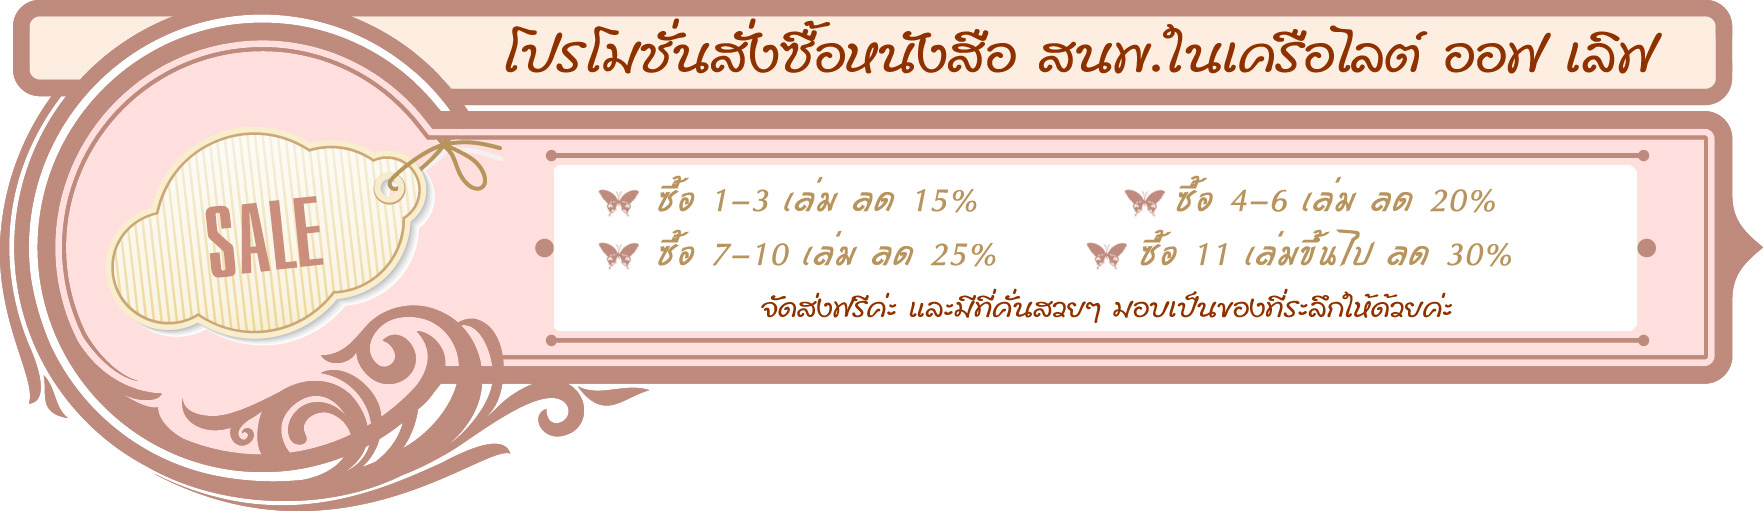 โปรโมชั่นสั่งซื้อหนังสือ สนพ.ในเครือไลต์ ออฟ เลิฟ
SALE
ซื้อ 1-3 เล่ม ลด 15% ซื้อ 4-6 เล่ม ลด 20%
ซื้อ 7-10 เล่ม ลด 25% ซื้อ 11 เล่มขึ้นไป ลด 30%
จัดส่งฟรีค่ะ และมีที่คั่นสวยๆ มอบเป็นของที่ระลึกให้ด้วยค่ะ